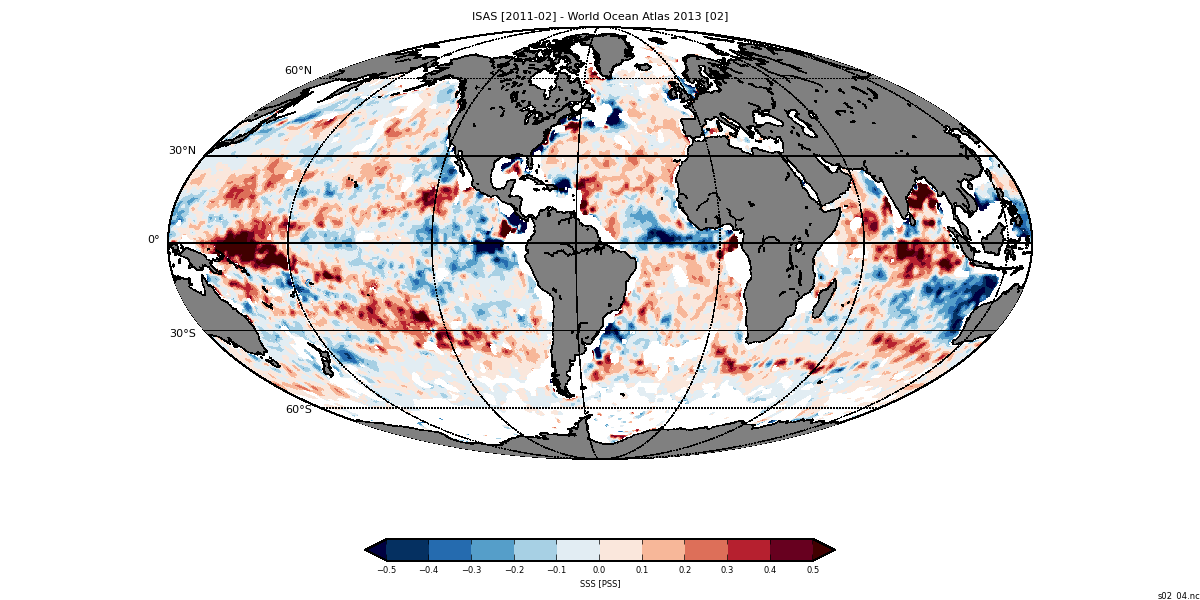 ISAS [2011-02] - World Ocean Atlas 2013 [02]
60°N
30°N
0°
30°S
60°S
−0.5 −0.4 −0.3 −0.2 −0.1 0.0 0.1 0.2 0.3 0.4 0.5
SSS [PSS]
s02_04.nc